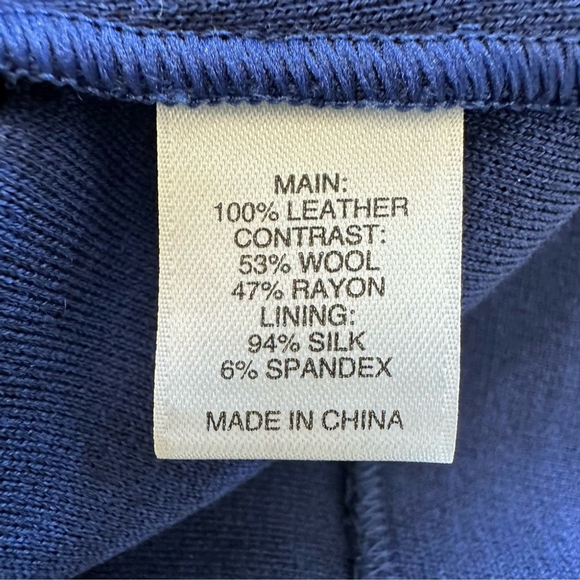 MAIN:
100% LEATHER
CONTRAST:
53% WOOL
47% RAYON
LINING:
94% SILK
6% SPANDEX
MADE IN CHINA